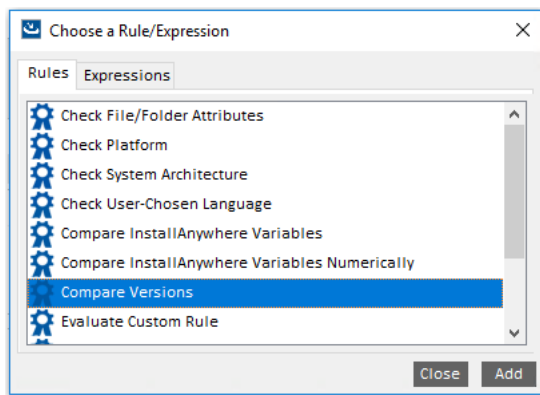 Choose a Rule/Expression
Rules Expressions
Check File/Folder Attributes
Check Platform
Check System Architecture
Check User-Chosen Language
Compare InstallAnywhere Variables
Compare InstallAnywhere Variables Numerically
Compare Versions
Evaluate Custom Rule
Close Add